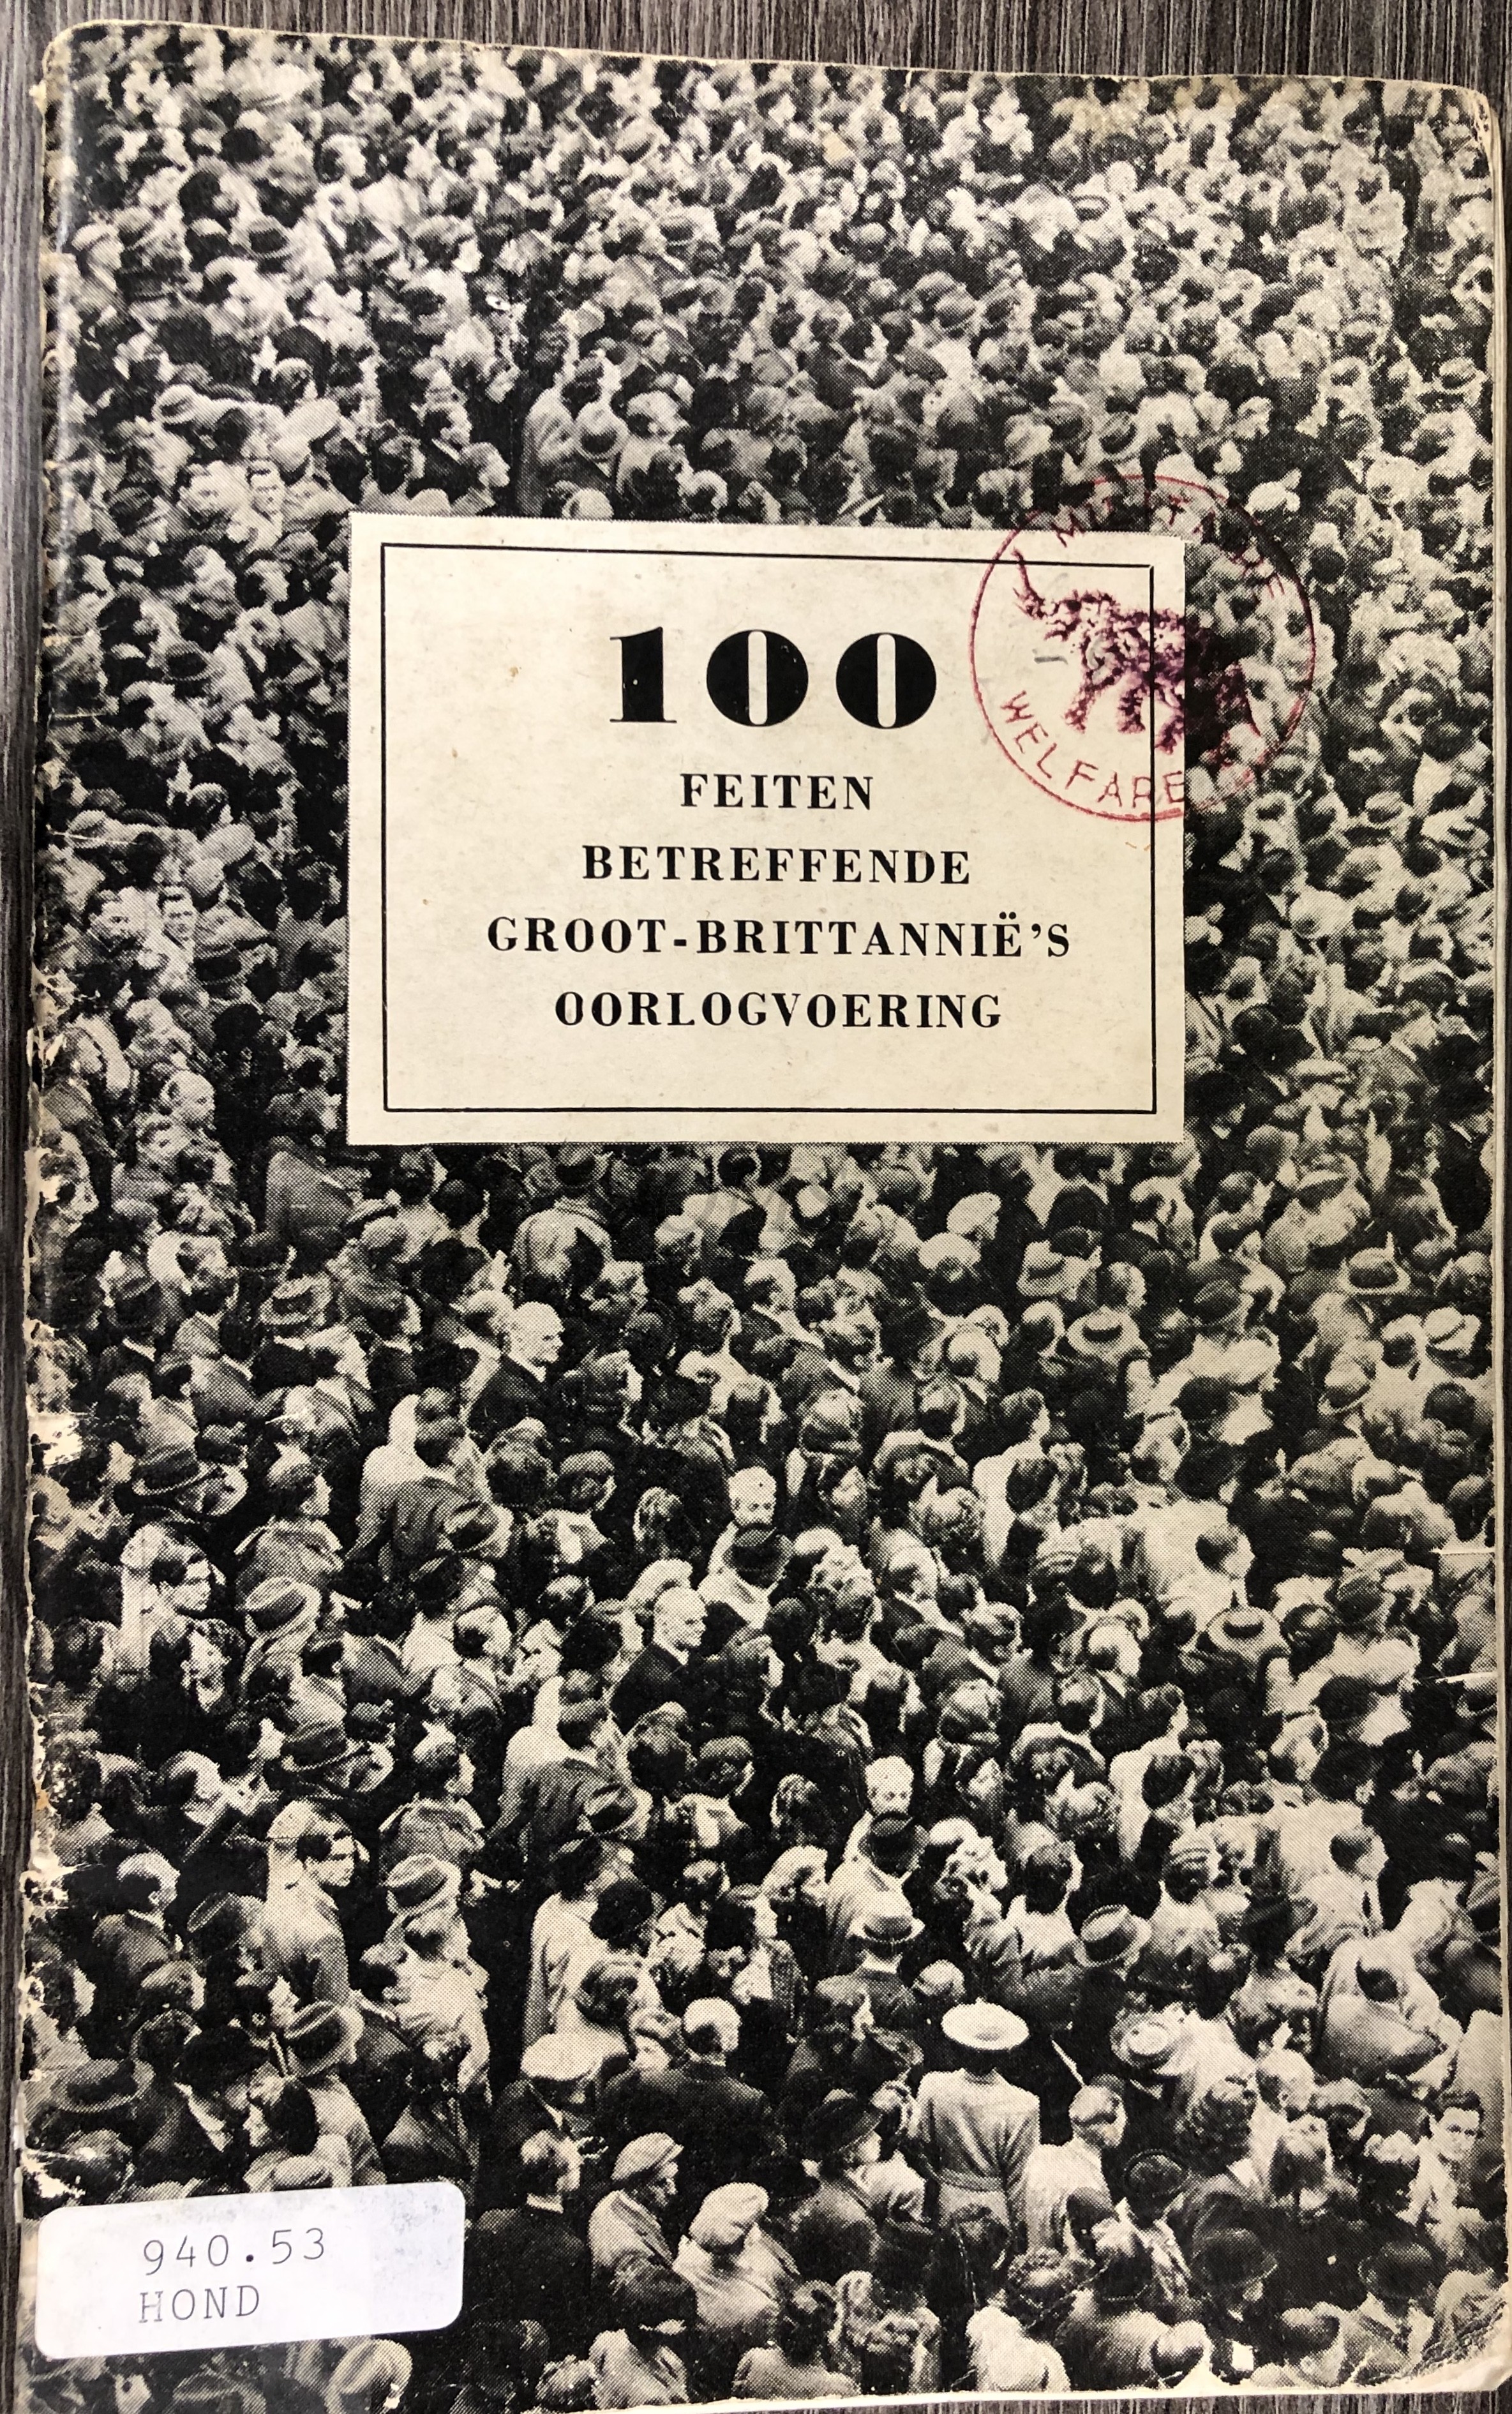 100
FEITEN
BETREFFENDE
GROOT-BRITTANNIË'S
OORLOGVOERING
WELFARE
940.53
HOND